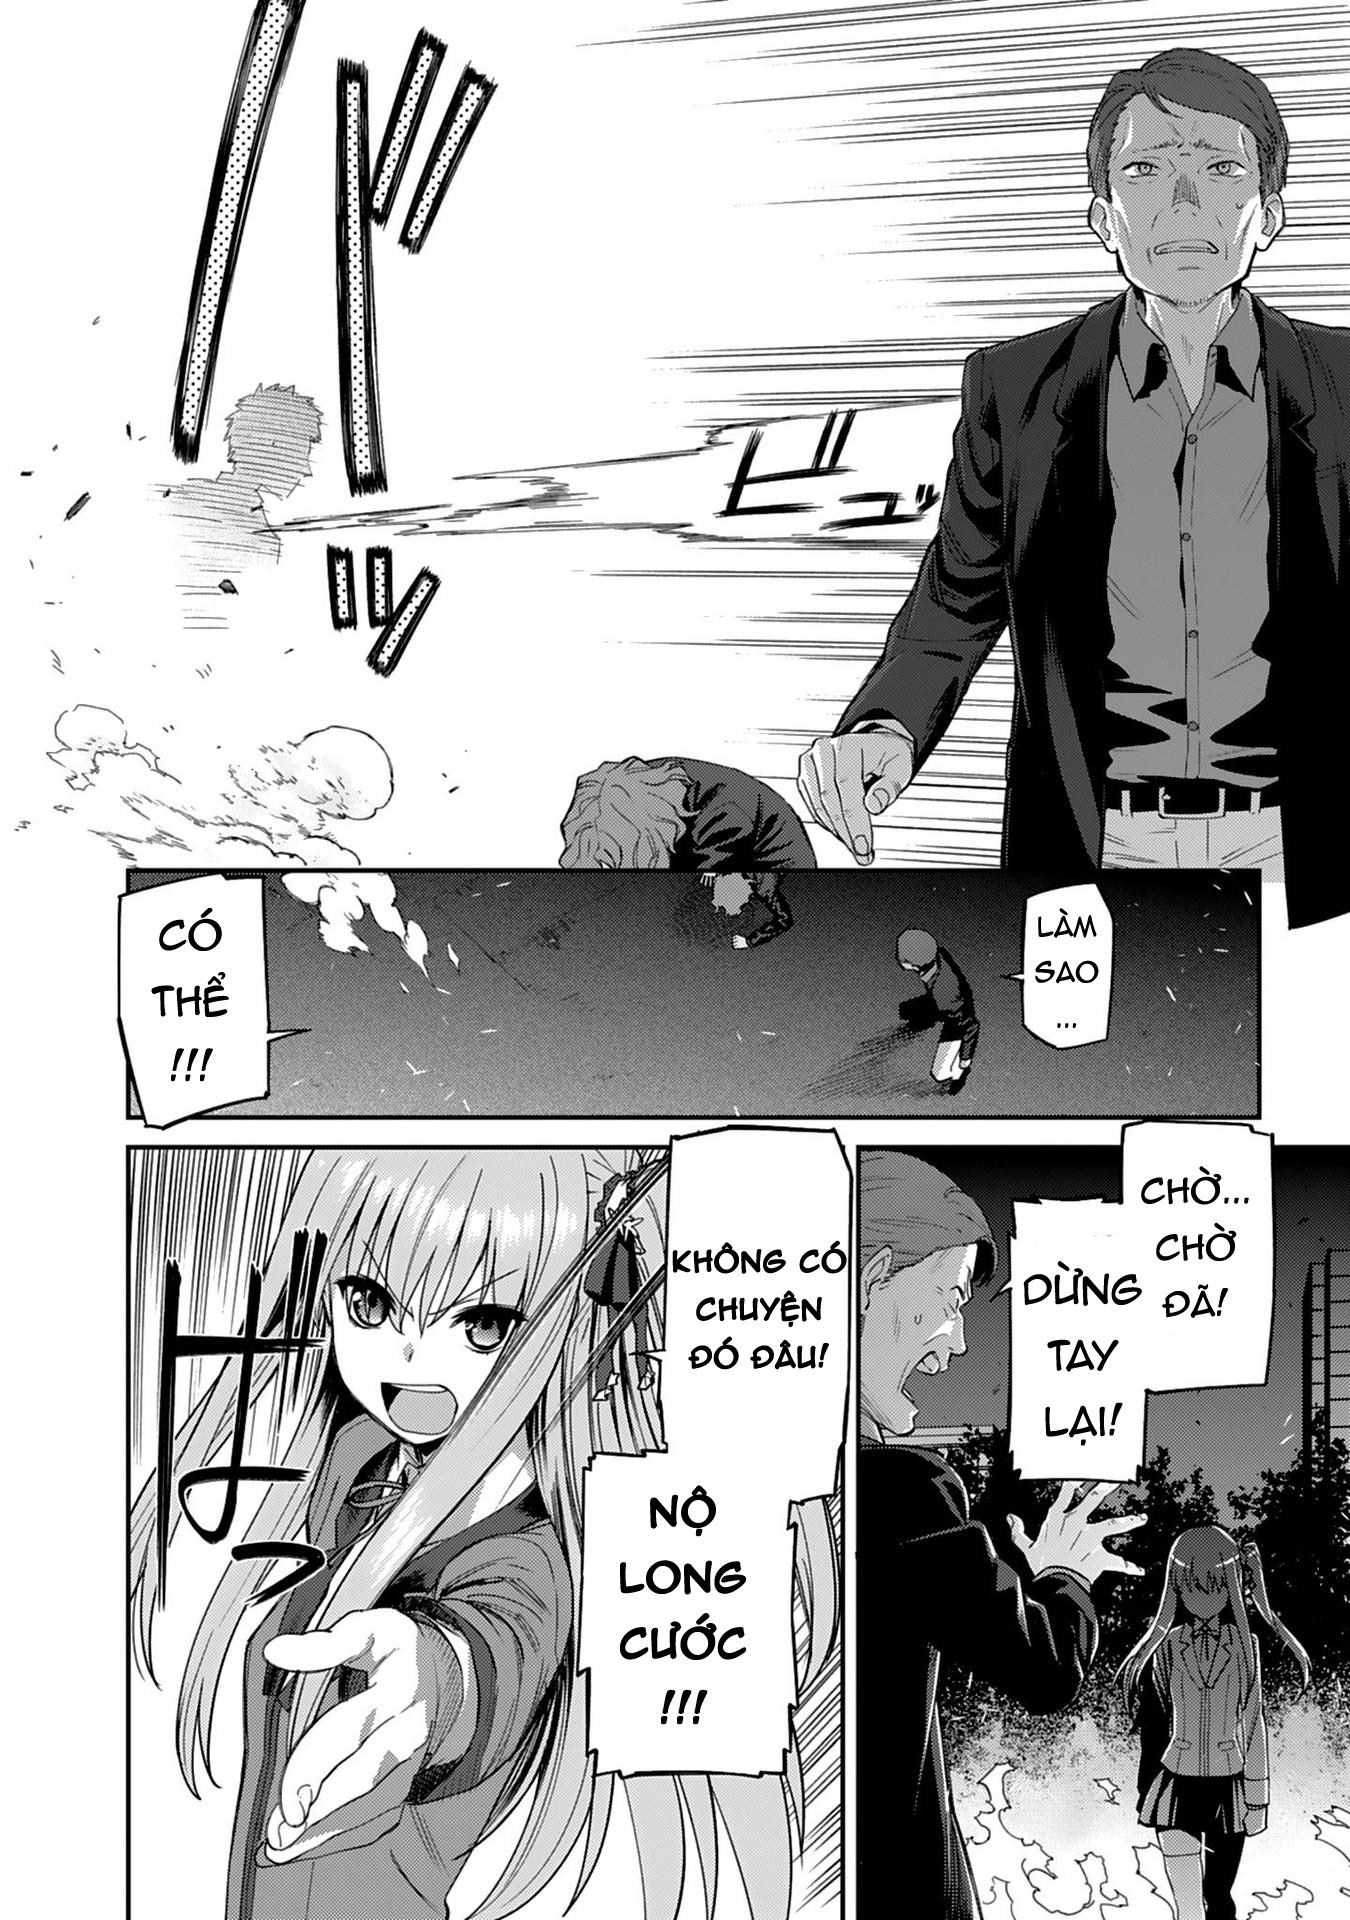 ドドッ
ビュッ
LÀM
SAO
...
CÓ
THỂ
!!!
CHỜ...
CHỜ
ĐÃ!
DỪNG
TAY
LẠI!
KHÔNG CÓ
CHUYỆN
ĐÓ ĐÂU!
NỘ
LONG
CƯỚC
!!!